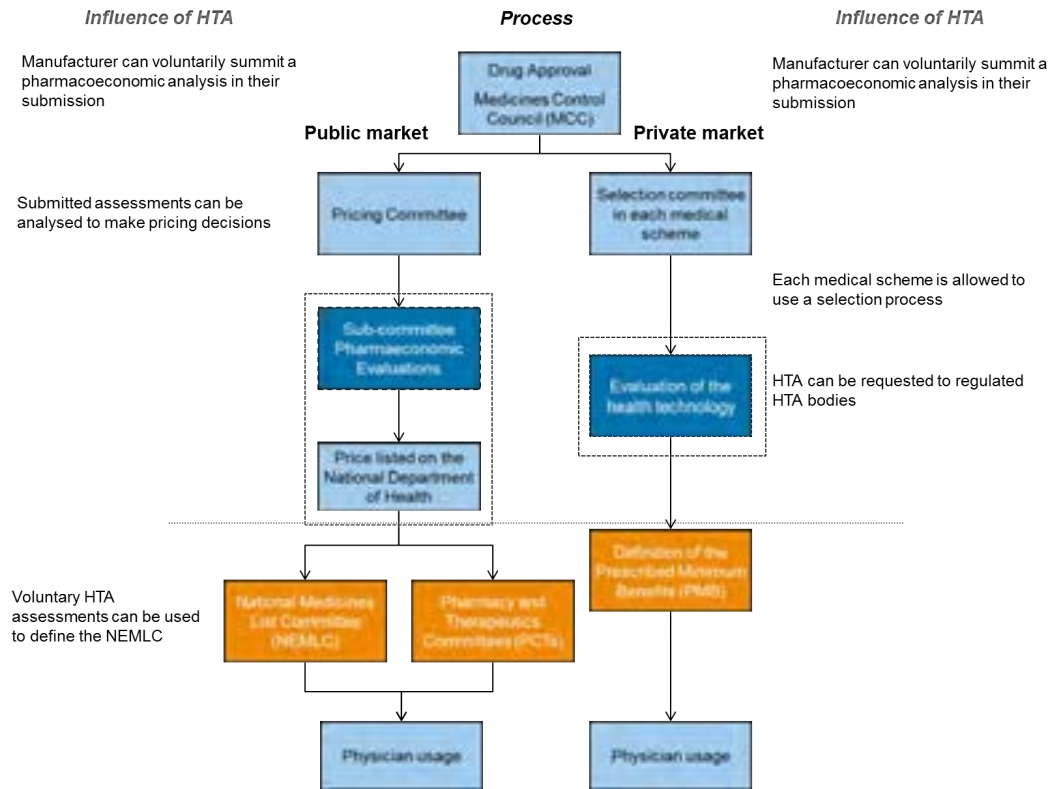 Influence of HTA
Process
Influence of HTA
Manufacturer can voluntarily summit a
pharmacoeconomic analysis in their
submission
Drug Approval
Medicines Control
Council (MCC)
Manufacturer can voluntarily summit a
pharmacoeconomic analysis in their
submission
Public market
Private market
Submitted assessments can be
analysed to make pricing decisions
Pricing Committee
Selection committee
in each medical
scheme
Each medical scheme is allowed to
use a selection process
Sub-committee
Pharmaeconomic
Evaluations
Evaluation of the
health technology
HTA can be requested to regulated
HTA bodies
Price listed on the
National Department
of Health
Definition of the
Prescribed Minimum
Benefits (PMB)
Voluntary HTA
assessments can be used
to define the NEMLC
National Medicines
List Committee
(NEMLC)
Pharmacy and
Therapeutics
Committees (PCTs)
Physician usage
Physician usage